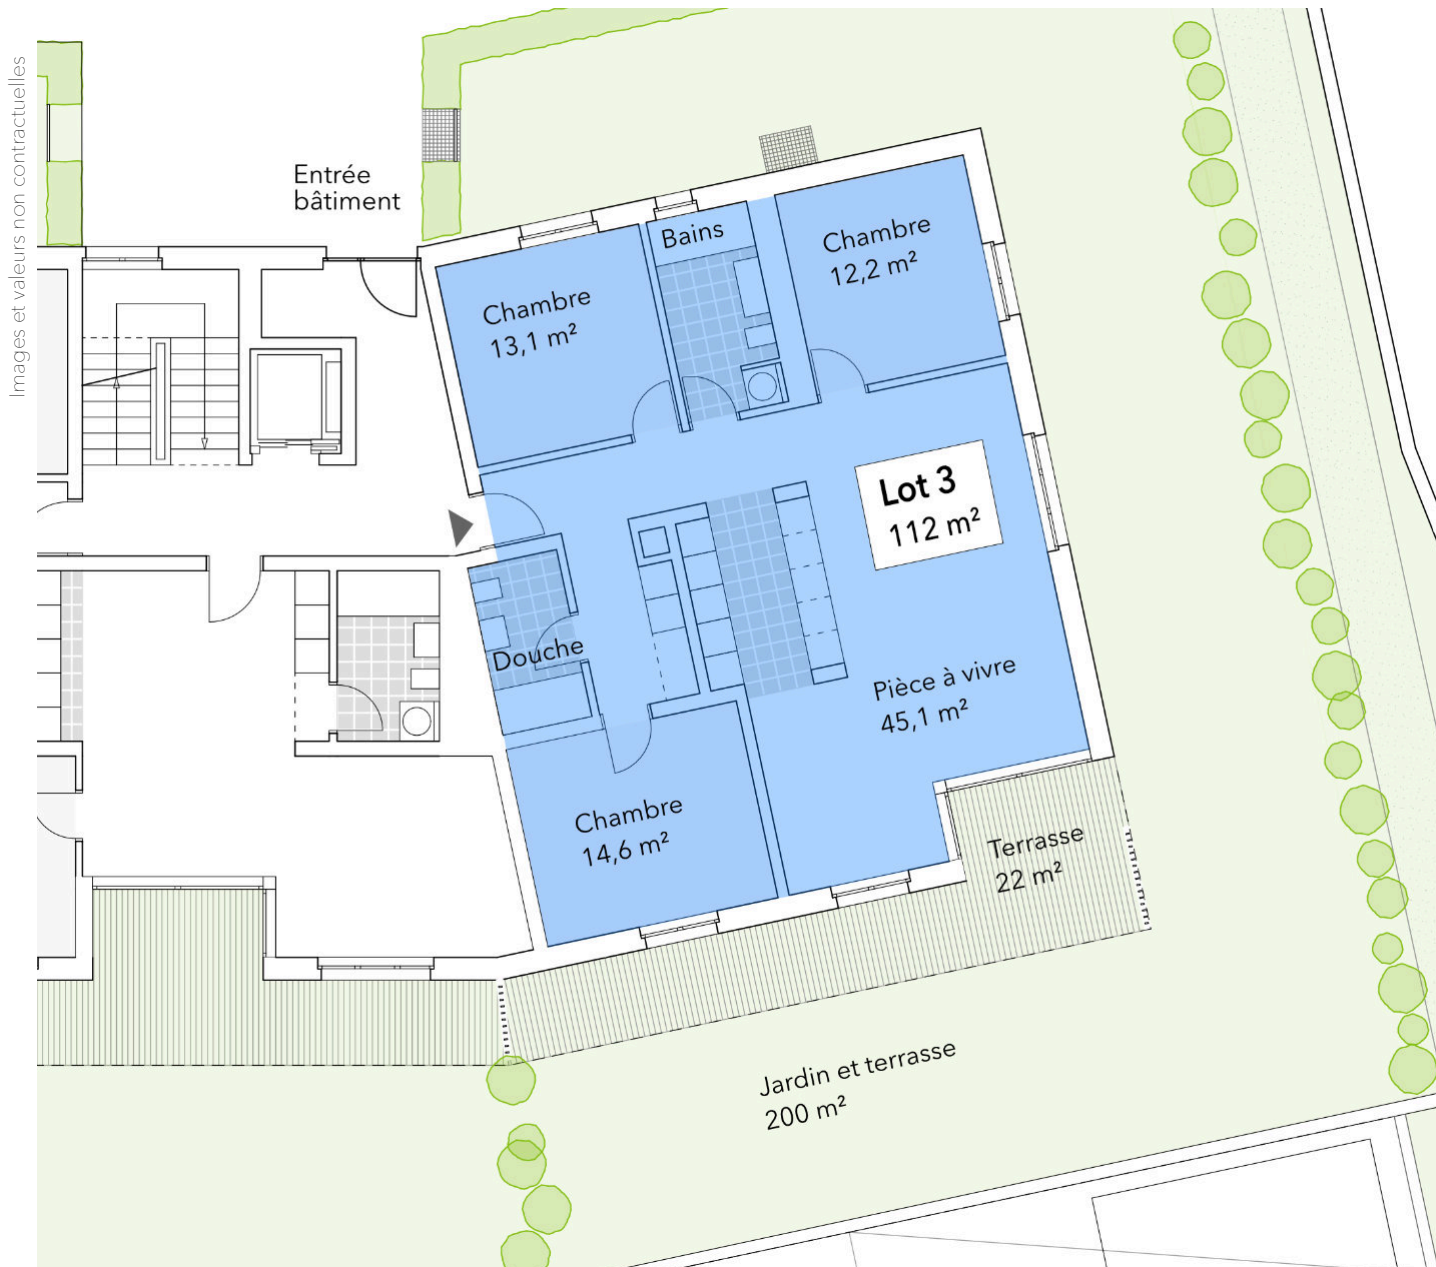 Images et valeurs non contractuelles
Entrée
bâtiment
Bains
Chambre
12,2 m²
Chambre
13,1 m²
Lot 3
112 m²
Douche
Pièce à vivre
45,1 m²
Chambre
14,6 m²
Terrasse
22 m²
Jardin et terrasse
200 m²